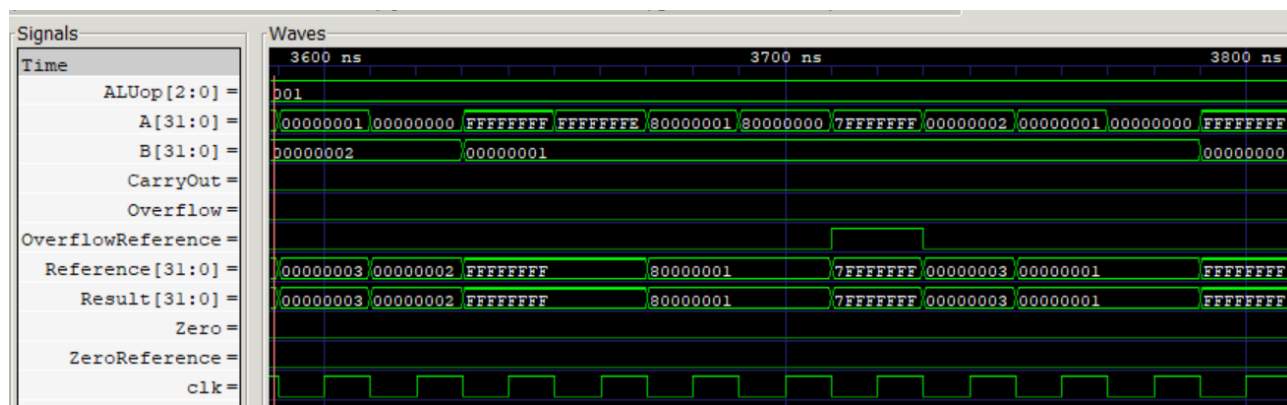 Signals Waves
Time 3600 ns 3700 ns 3800 ns
ALUop[2:0] = 001
A[31:0] = 00000001 00000000 FFFFFFFF FFFFFFFE 80000001 80000000 7FFFFFFF 00000002 00000001 00000000 FFFFFFFF
B[31:0] = 00000002 00000001 00000000
CarryOut =
Overflow =
OverflowReference =
Reference[31:0] = 00000003 00000002 FFFFFFFF 80000001 7FFFFFFF 00000003 00000001 FFFFFFFF
Result[31:0] = 00000003 00000002 FFFFFFFF 80000001 7FFFFFFF 00000003 00000001 FFFFFFFF
Zero =
ZeroReference =
clk =